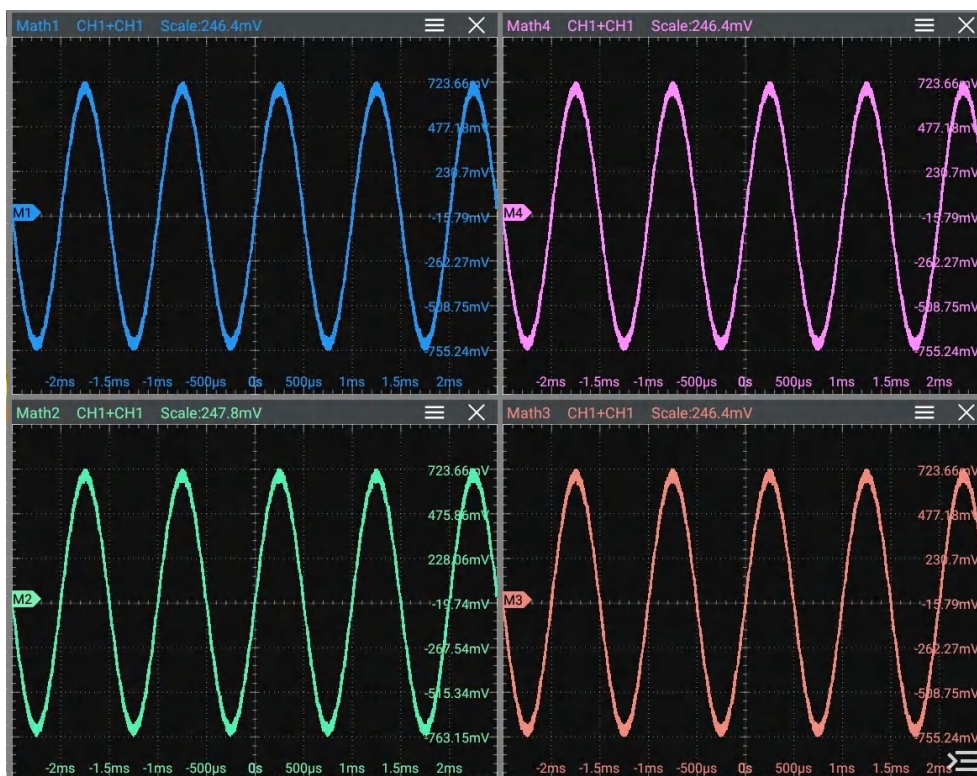 Math1 CH1+CH1 Scale:246.4mV
723.66mV
477.18mV
230.7mV
M1
-15.79mV
-262.27mV
-508.75mV
-755.24mV
-2ms -1.5ms -1ms -500µs 0s 500µs 1ms 1.5ms 2ms
Math4 CH1+CH1 Scale:246.4mV
723.66mV
477.18mV
230.7mV
M4
-15.79mV
-262.27mV
-508.75mV
-755.24mV
-2ms -1.5ms -1ms -500µs 0s 500µs 1ms 1.5ms 2ms
Math2 CH1+CH1 Scale:247.8mV
723.66mV
475.86mV
228.06mV
M2
-19.74mV
-267.54mV
-515.34mV
-763.15mV
-2ms -1.5ms -1ms -500µs 0s 500µs 1ms 1.5ms 2ms
Math3 CH1+CH1 Scale:246.4mV
723.66mV
477.18mV
230.7mV
M3
-15.79mV
-262.27mV
-508.75mV
-755.24mV
-2ms -1.5ms -1ms -500µs 0s 500µs 1ms 1.5ms 2ms